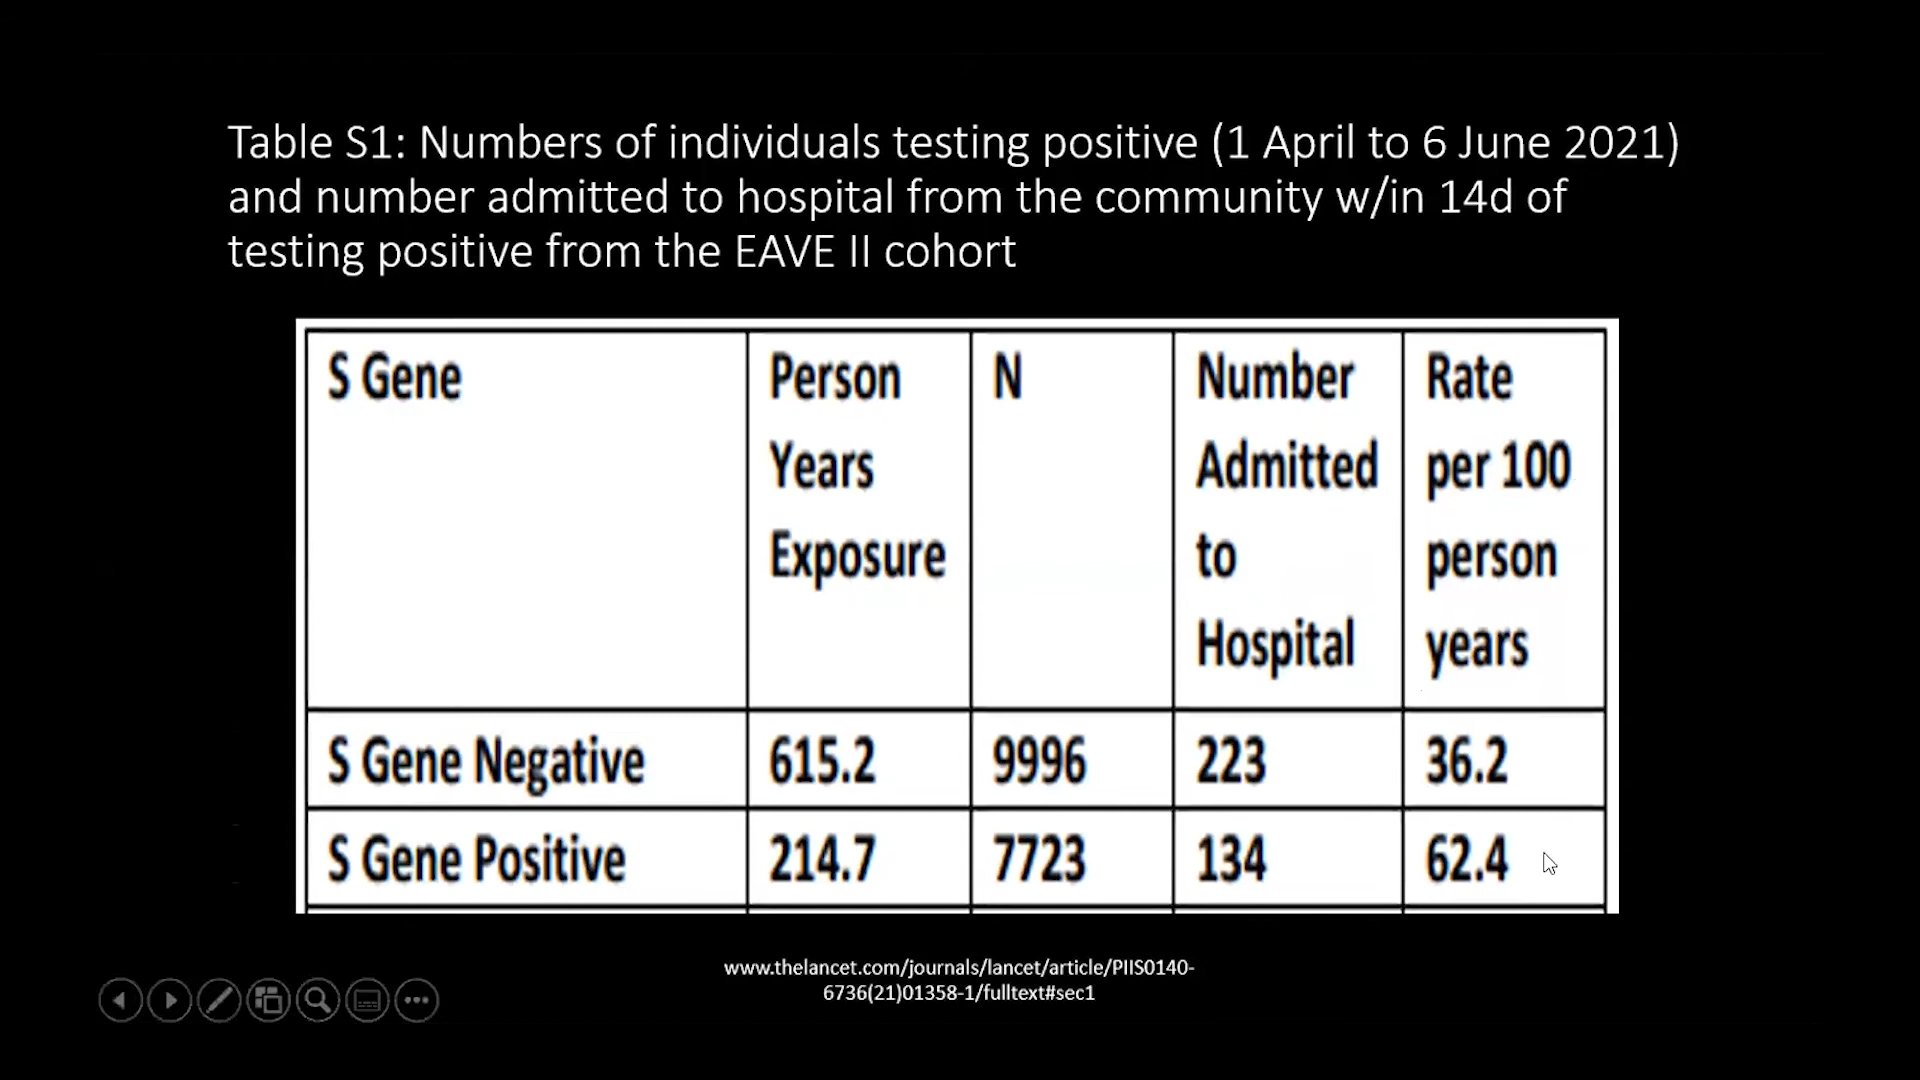 Table S1: Numbers of individuals testing positive (1 April to 6 June 2021)
and number admitted to hospital from the community w/in 14d of
testing positive from the EAVE II cohort
S Gene
Person
Years
Exposure
N
Number
Admitted
to
Hospital
Rate
per 100
person
years
S Gene Negative 615.2 9996 223 36.2
S Gene Positive 214.7 7723 134 62.4
www.thelancet.com/journals/lancet/article/PIIS0140-
6736(21)01358-1/fulltext#sec1